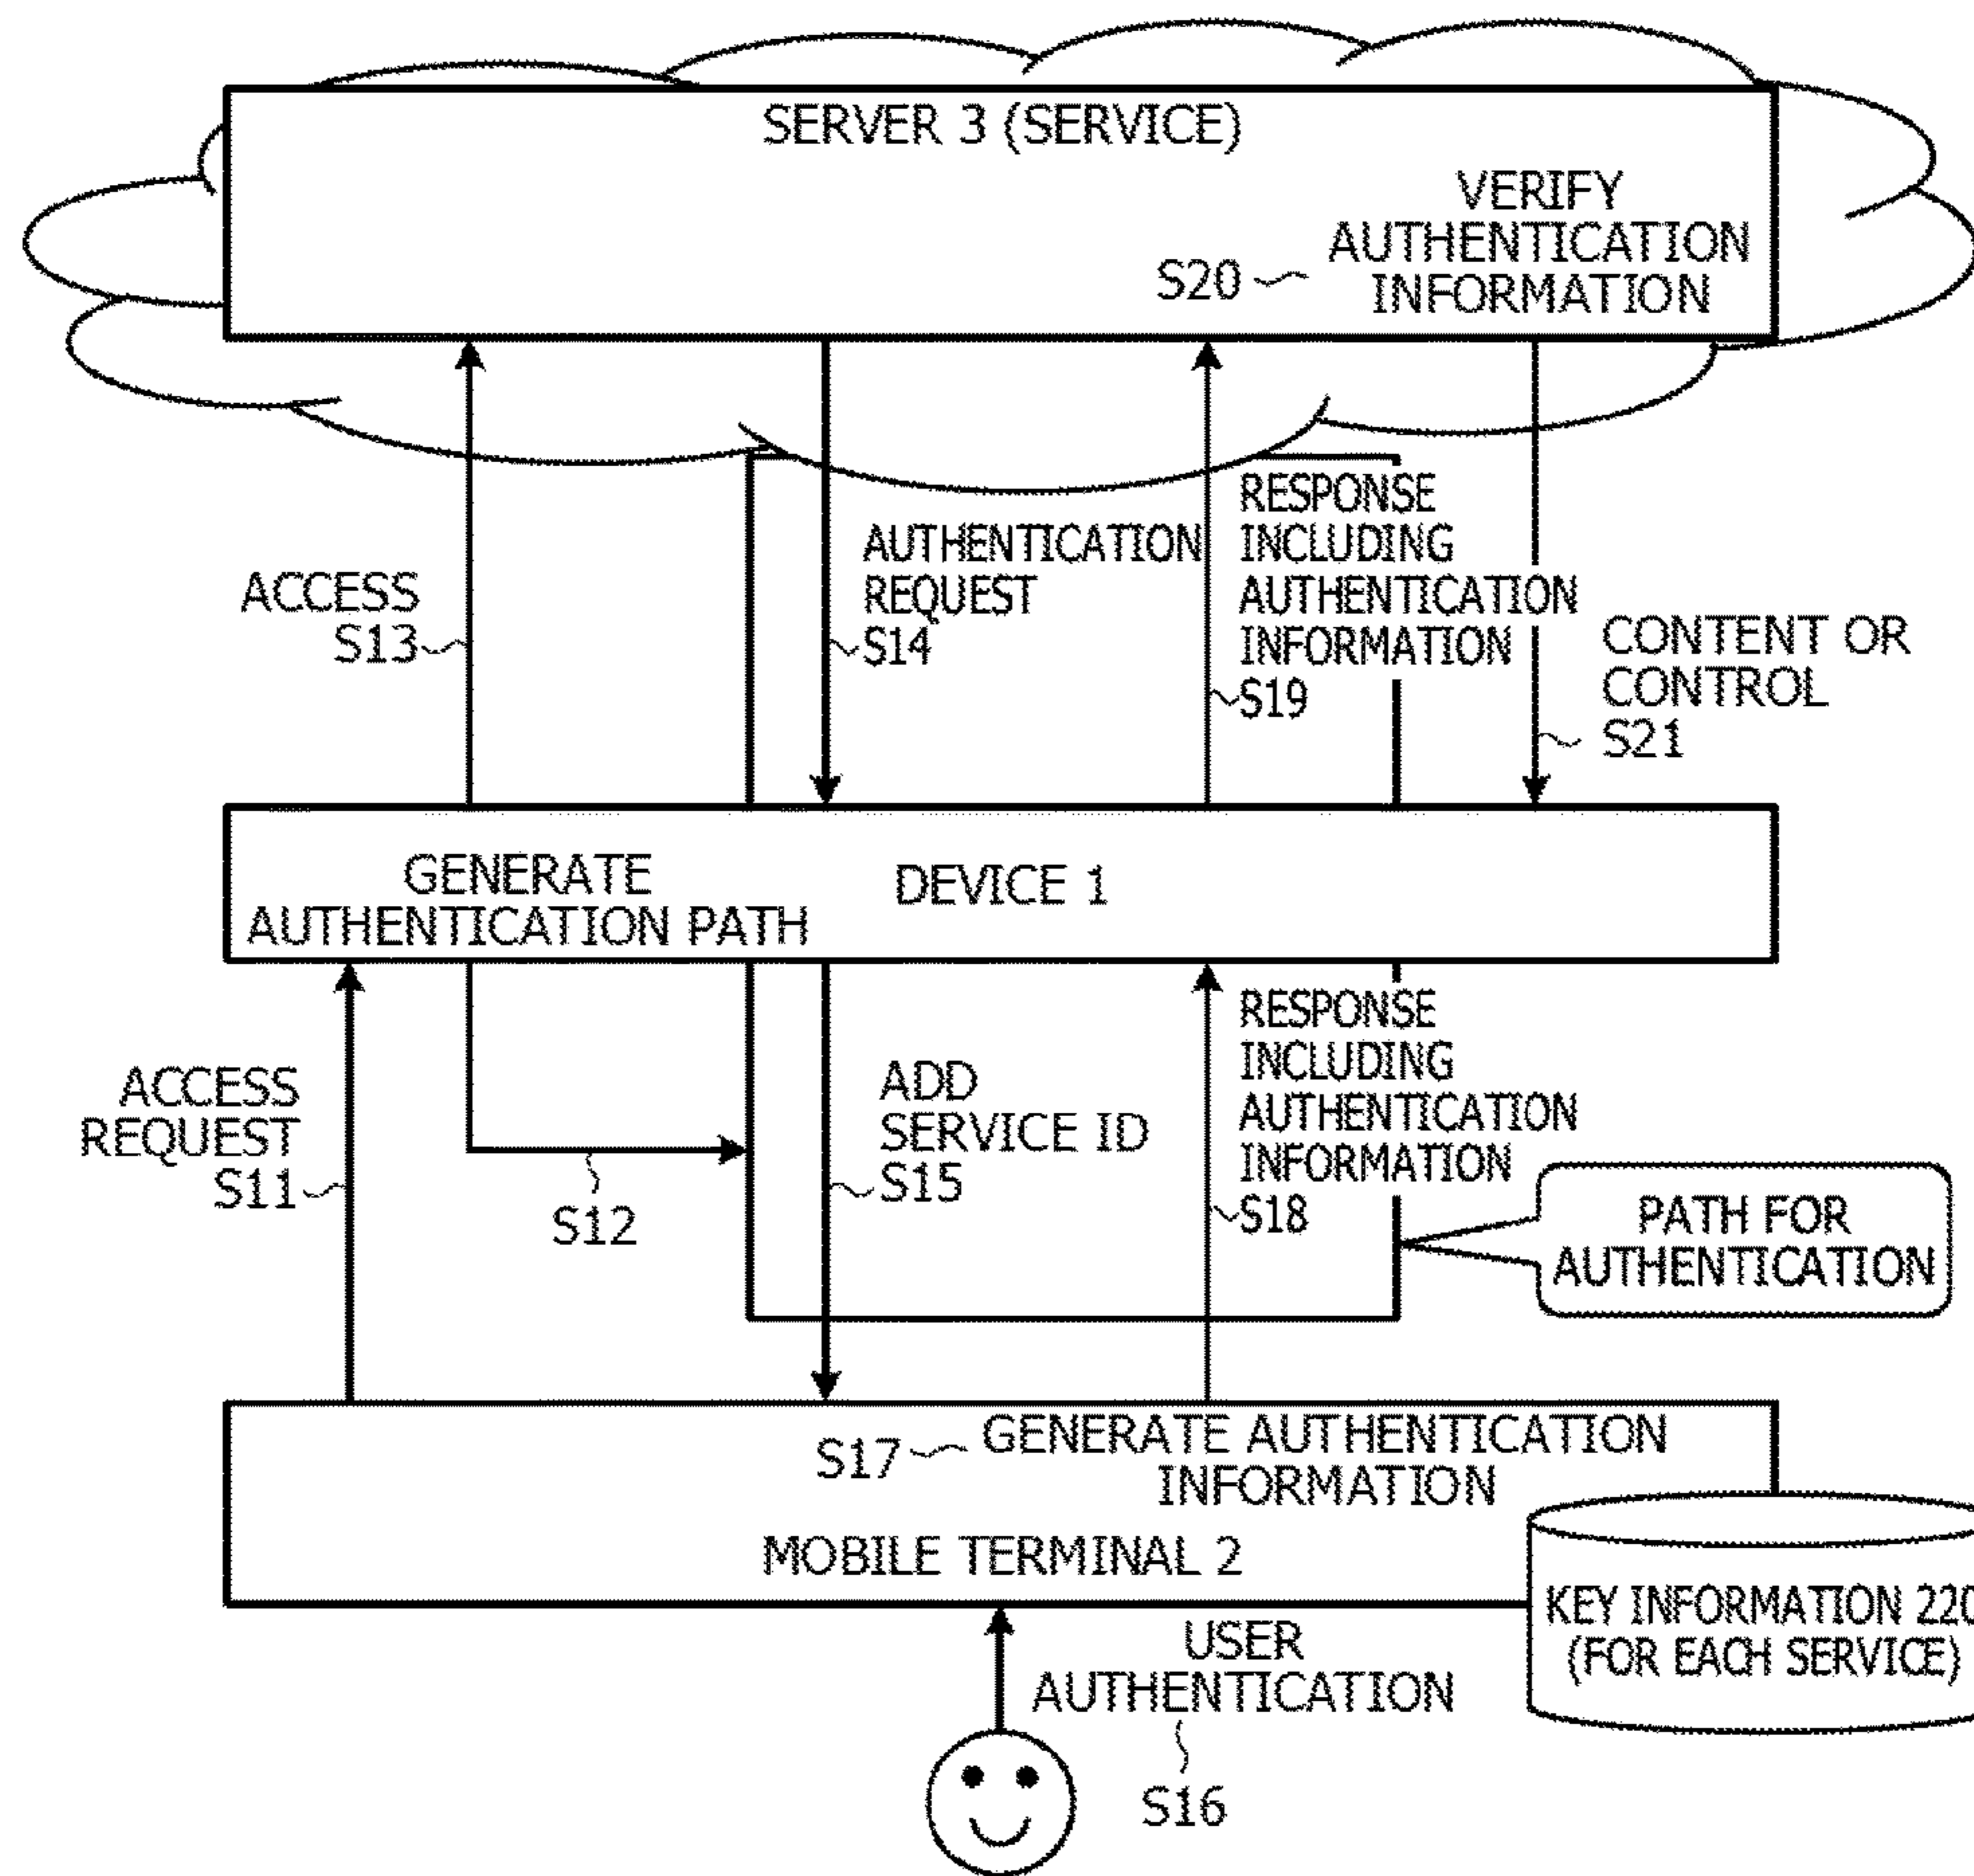 SERVER 3 (SERVICE)
VERIFY
AUTHENTICATION
INFORMATION
S20
ACCESS
S13
AUTHENTICATION
REQUEST
S14
RESPONSE
INCLUDING
AUTHENTICATION
INFORMATION
S19
CONTENT OR
CONTROL
S21
GENERATE
AUTHENTICATION PATH
DEVICE 1
ACCESS
REQUEST
S11
S12
ADD
SERVICE ID
S15
RESPONSE
INCLUDING
AUTHENTICATION
INFORMATION
S18
PATH FOR
AUTHENTICATION
S17
GENERATE AUTHENTICATION
INFORMATION
MOBILE TERMINAL 2
KEY INFORMATION 220
(FOR EACH SERVICE)
USER
AUTHENTICATION
S16